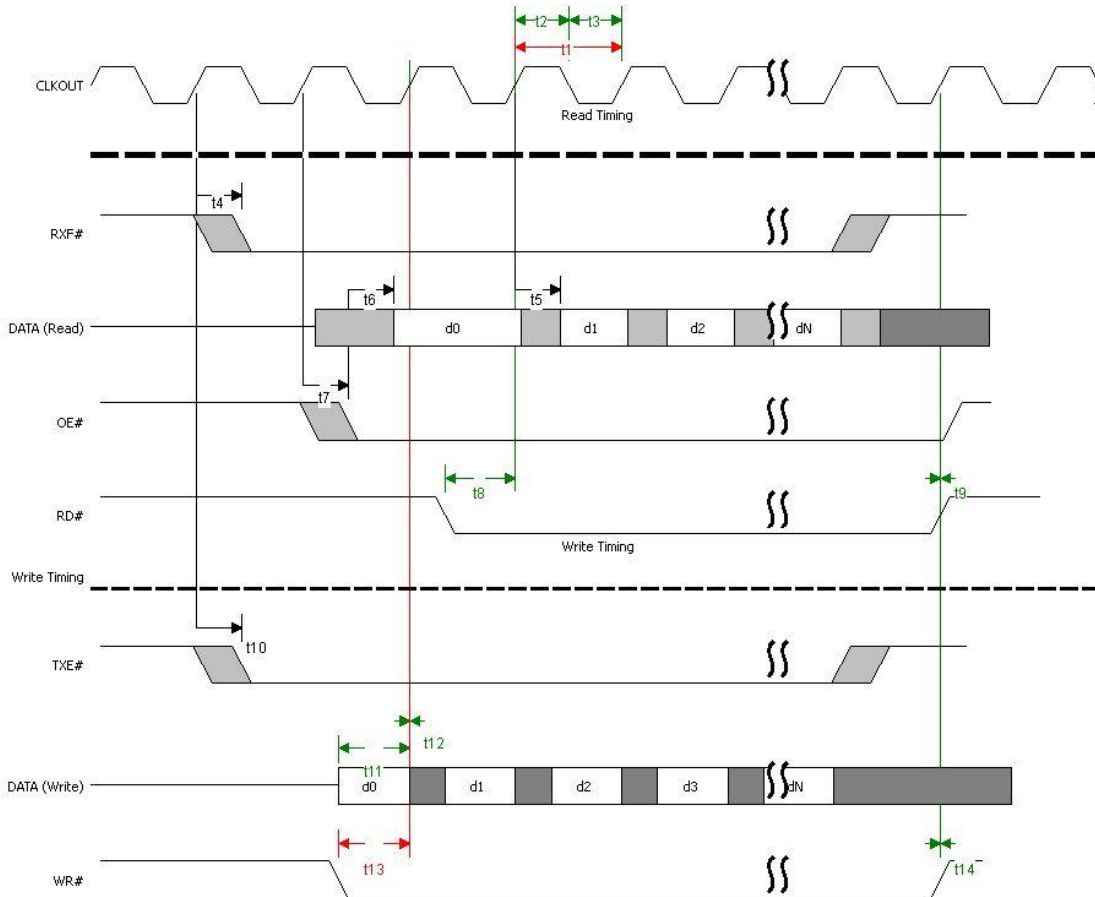 t2 t3
t1
CLKOUT
Read Timing
t4
RXF#
t6 t5
DATA (Read) d0 d1 d2 dN
t7
OE#
t8 t9
RD#
Write Timing
Write Timing
t10
TXE#
t12
t11
DATA (Write) d0 d1 d2 d3 dN
t13 t14
WR#